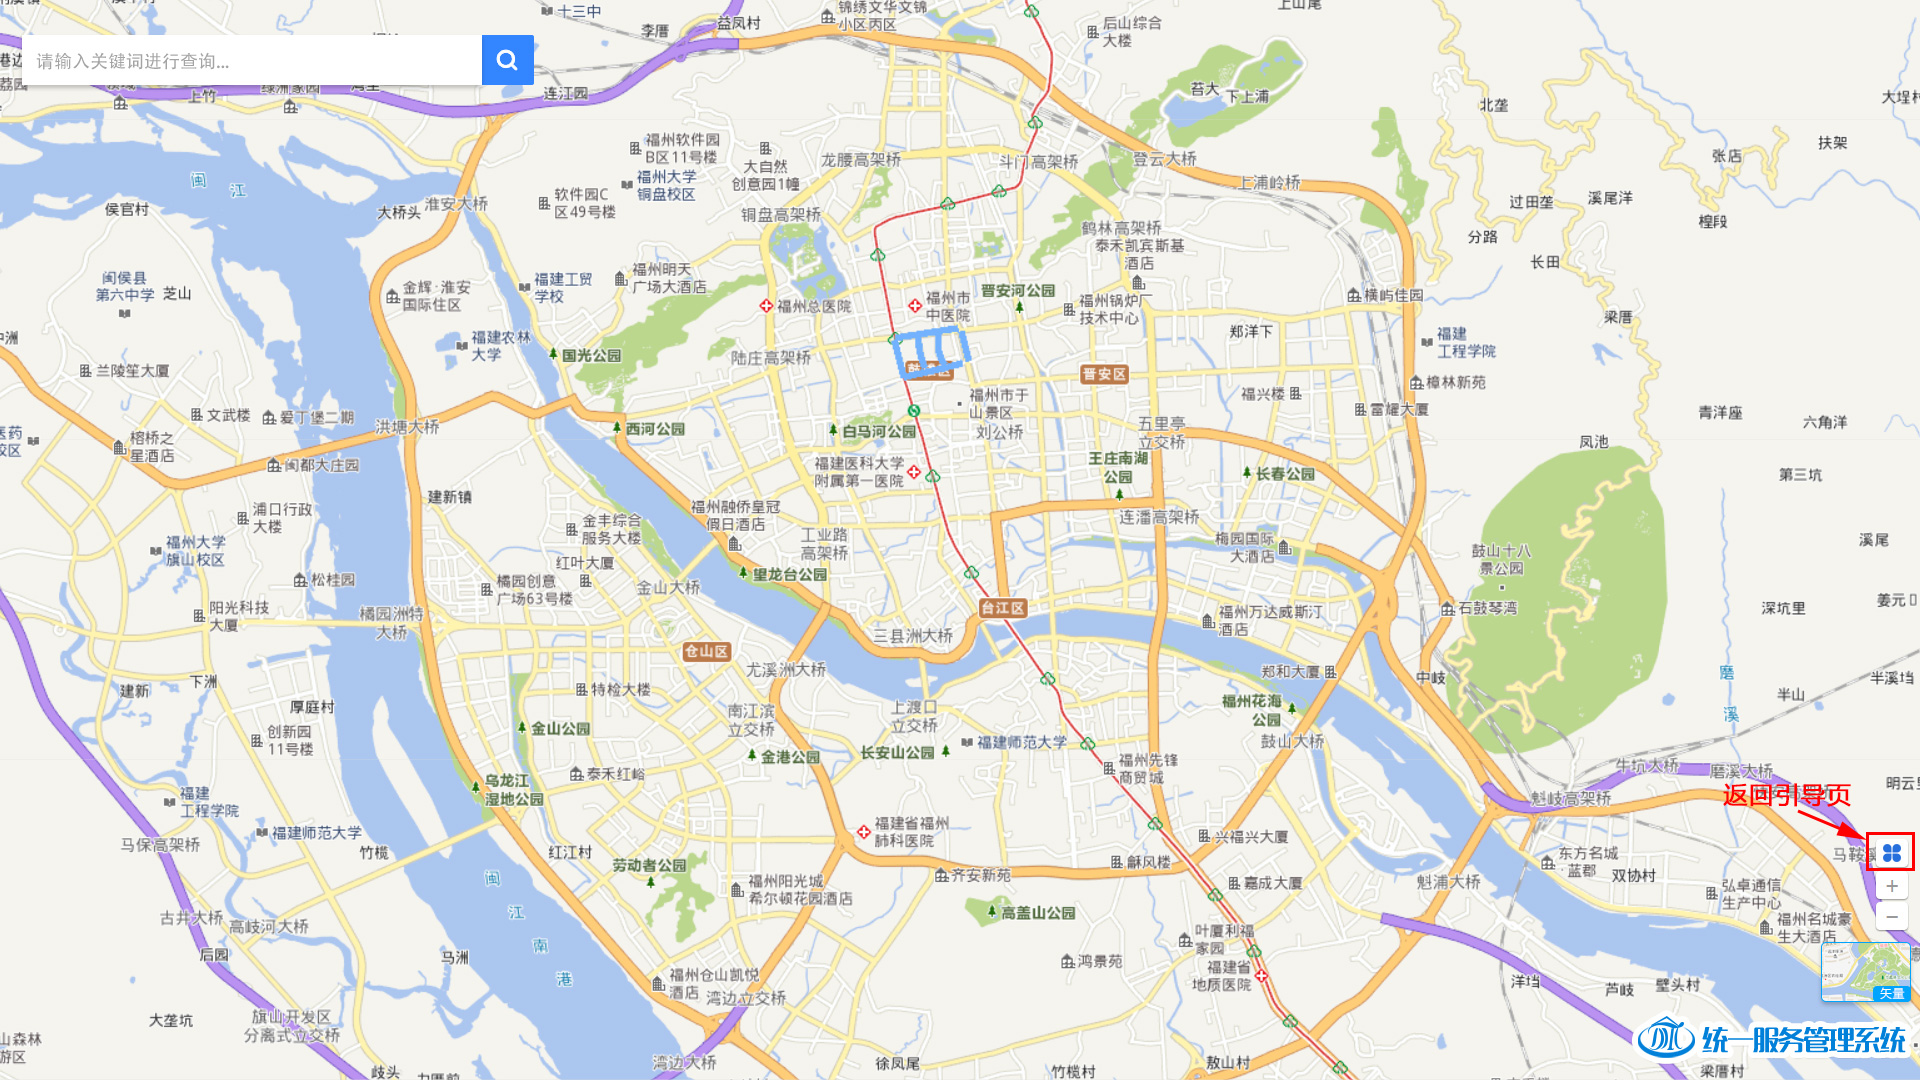 十三中
李厝
益凤村
锦绣文华文锦
小区丙区
后山综合
大楼
上山尾
请输入关键词进行查询...
上竹
连江园
苔大
下上浦
北垄
大埕村
福州软件园
B区11号楼
大自然
创意园1幢
龙腰高架桥
斗门高架桥
登云大桥
扶架
张店
福州大学
铜盘校区
软件园C
区49号楼
上浦岭桥
闽
江
侯官村
大桥头
淮安大桥
铜盘高架桥
过田垄
溪尾洋
楻段
鹤林高架桥
泰禾凯宾斯基
酒店
分路
长田
闽侯县
第六中学
芝山
金辉·淮安
国际住区
福建工贸
学校
福州明天
广场大酒店
福州总医院
福州市
中医院
晋安河公园
福州锅炉厂
技术中心
横屿佳园
梁厝
郑洋下
福建
工程学院
福建农林
大学
国光公园
陆庄高架桥
兰陵笙大厦
晋安区
樟林新苑
福州市于
山景区
刘公桥
福兴楼
雷耀大厦
青洋座
六角洋
文武楼
爱丁堡二期
洪塘大桥
西河公园
白马河公园
五里亭
立交桥
凤池
榕桥之
星酒店
闽都大庄园
福建医科大学
附属第一医院
王庄南湖
公园
长春公园
第三坑
建新镇
浦口行政
大楼
金丰综合
服务大楼
福州融侨皇冠
假日酒店
工业路
高架桥
连潘高架桥
梅园国际
大酒店
鼓山十八
景公园
溪尾
福州大学
旗山校区
松桂园
红叶大厦
橘园创意
广场63号楼
金山大桥
望龙台公园
台江区
石鼓琴湾
深坑里
姜元
阳光科技
大厦
橘园洲特
大桥
三县洲大桥
福州万达威斯汀
酒店
仓山区
尤溪洲大桥
郑和大厦
中岐
磨
溪
半山
半溪垱
建新
下洲
厚庭村
特检大楼
南江滨
立交桥
上渡口
立交桥
福州花海
公园
鼓山大桥
创新园
11号楼
金山公园
金港公园
长安山公园
福建师范大学
福州先锋
商贸城
牛坑大桥
磨溪大桥
泰禾红峪
乌龙江
湿地公园
魁岐高架桥
返回引导页
明云里
福建
工程学院
福建师范大学
马保高架桥
竹榄
红江村
福建省福州
肺科医院
兴福兴大厦
东方名城
·蓝郡
双协村
马鞍
劳动者公园
福州阳光城
希尔顿花园酒店
齐安新苑
龢风楼
嘉成大厦
魁浦大桥
弘卓通信
生产中心
闽
江
南
港
古井大桥
高岐河大桥
后园
马洲
高盖山公园
叶厦利福
家园
福州名城豪
生大酒店
鸿景苑
福建省
地质医院
福州仓山凯悦
酒店
湾边立交桥
洋垱
芦岐
壁头村
矢量
大垄坑
旗山开发区
分离式立交桥
湾边大桥
徐凤尾
竹榄村
敖山村
梁厝村
歧头
统一服务管理系统